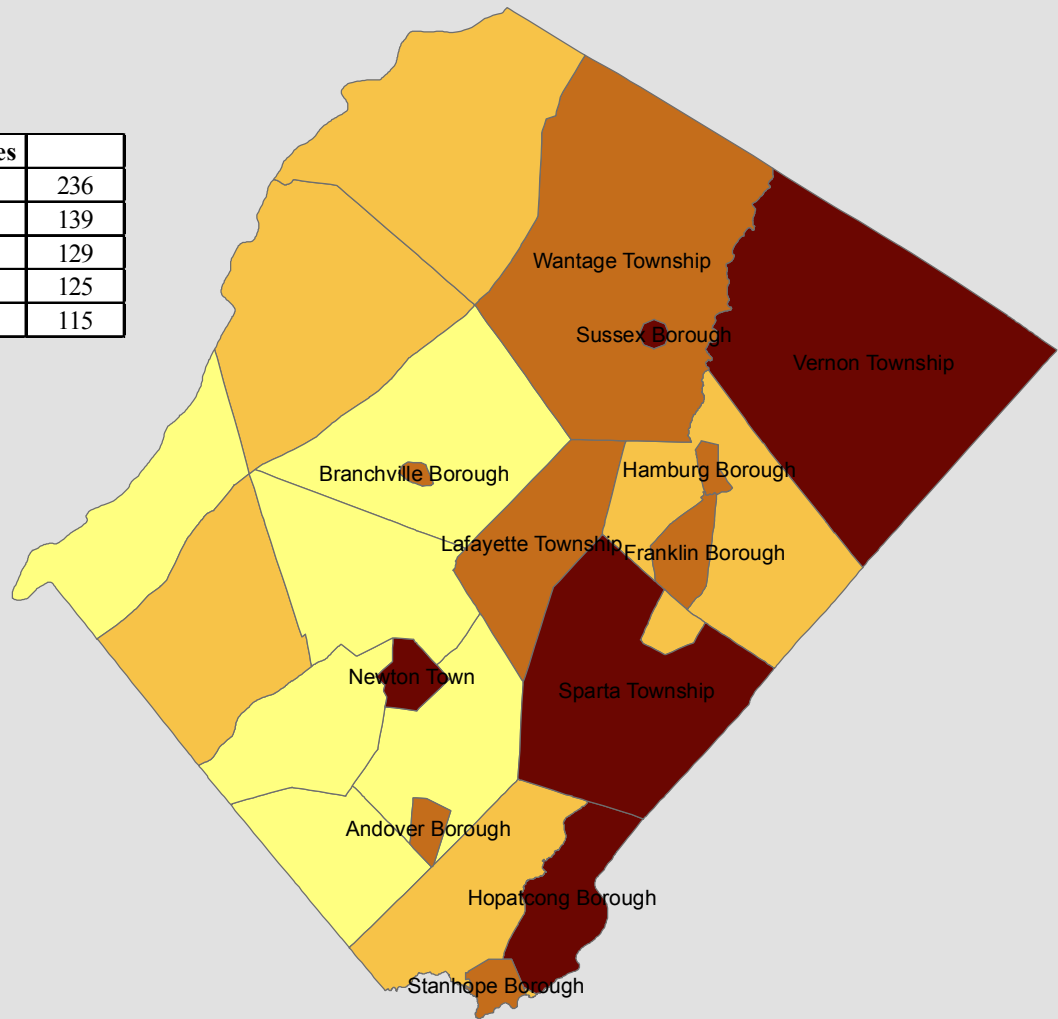 es
236
139
129
125
115
Wantage Township
Sussex Borough
Vernon Township
Branchville Borough
Hamburg Borough
Lafayette Township
Franklin Borough
Newton Town
Sparta Township
Andover Borough
Hopatcong Borough
Stanhope Borough